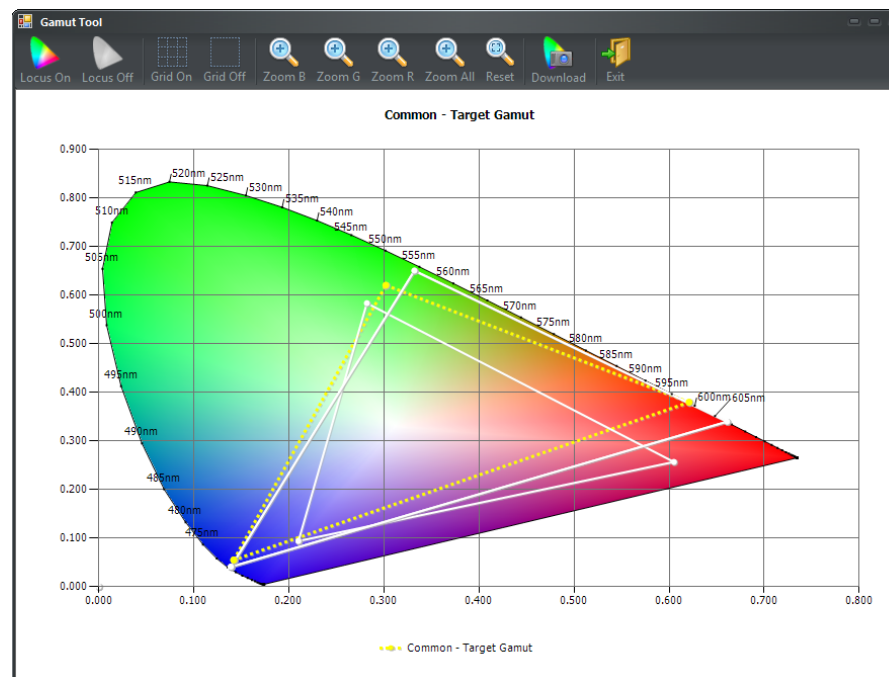 Gamut Tool
Locus On Locus Off Grid On Grid Off Zoom B Zoom G Zoom R Zoom All Reset Download Exit
Common - Target Gamut
0.900
0.800
0.700
0.600
0.500
0.400
0.300
0.200
0.100
0.000
515nm 520nm 525nm 530nm
510nm 535nm
540nm
545nm
550nm
505nm 555nm
560nm
565nm
500nm 570nm
575nm
580nm
585nm
590nm
495nm 595nm
600nm 605nm
490nm
485nm
480nm
475nm
0.000 0.100 0.200 0.300 0.400 0.500 0.600 0.700 0.800
Common - Target Gamut